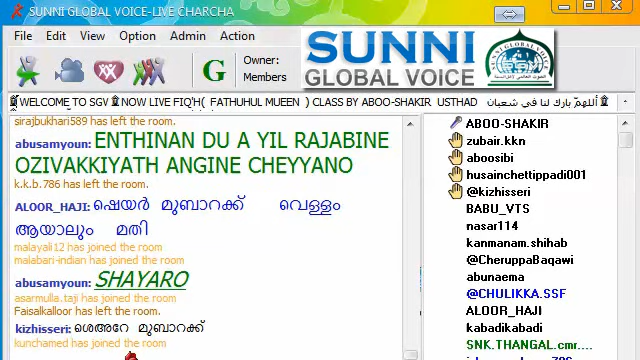 SUNNI GLOBAL VOICE-LIVE CHARCHA
File Edit View Option Admin Action
G Owner:
Members
SUNNI
GLOBAL VOICE
WELCOME TO SGV NOW LIVE FIQ'H( FATHUHUL MUEEN ) CLASS BY ABOO-SHAKIR USTHAD اللهم بارك لنا في شعبان
sirajbukhari589 has left the room.
abusamyoun: ENTHINAN DU A YIL RAJABINE
OZIVAKKIYATH ANGINE CHEYYANO
k.k.b.786 has left the room.
ALOOR_HAJI: ഷെയർ മുബാറക്ക് വെള്ളം
ആയാലും മതി
malayali12 has joined the room
malabari-indian has joined the room
abusamyoun: SHAYARO
asarmulla.taji has joined the room
Faisalkalloor has left the room.
kizhisseri: ശെഅറേ മുബാറക്ക്
kunchamed has joined the room
ABOO-SHAKIR
zubair.kkn
aboosibi
husainchettippadi001
@kizhisseri
BABU_VTS
nasar114
kanmanam.shihab
@CheruppaBaqawi
abunaema
@CHULIKKA.SSF
ALOOR_HAJI
kabadikabadi
SNK.THANGAL.cmr....